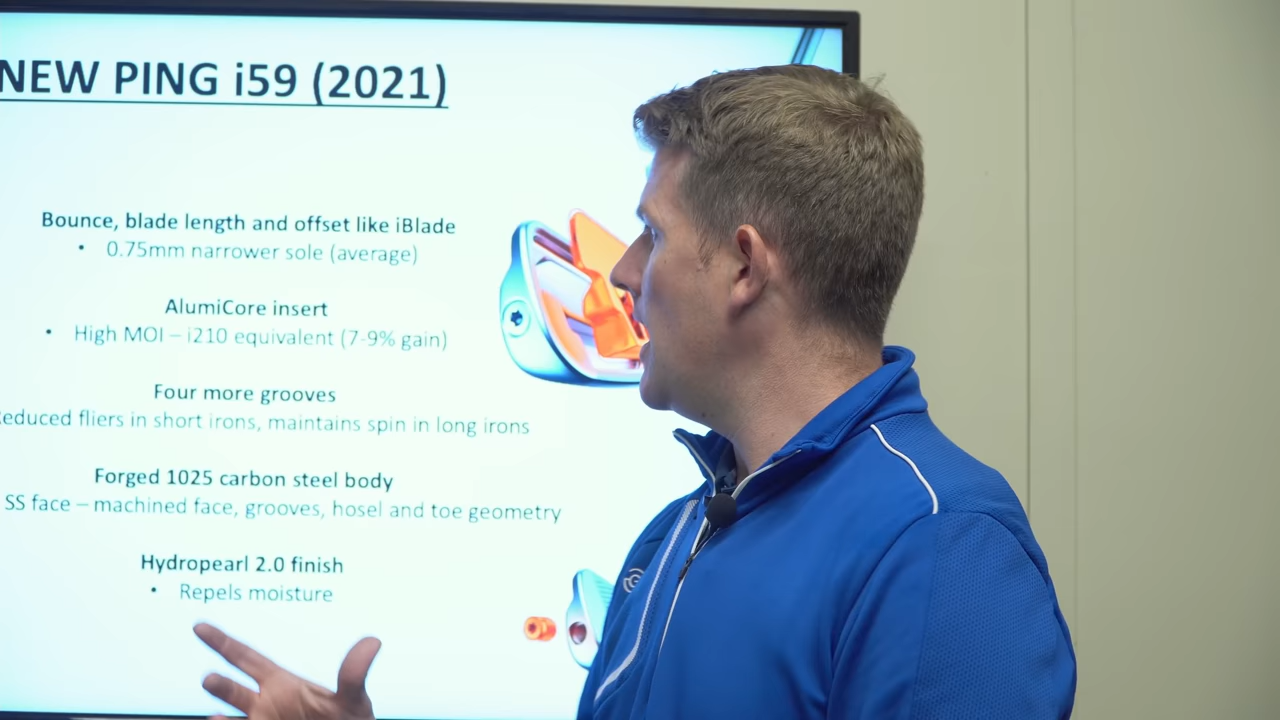 NEW PING i59 (2021)
Bounce, blade length and offset like iBlade
• 0.75mm narrower sole (average)
AlumiCore insert
• High MOI – i210 equivalent (7-9% gain)
Four more grooves
educed fliers in short irons, maintains spin in long irons
Forged 1025 carbon steel body
SS face – machined face, grooves, hosel and toe geometry
Hydropearl 2.0 finish
• Repels moisture